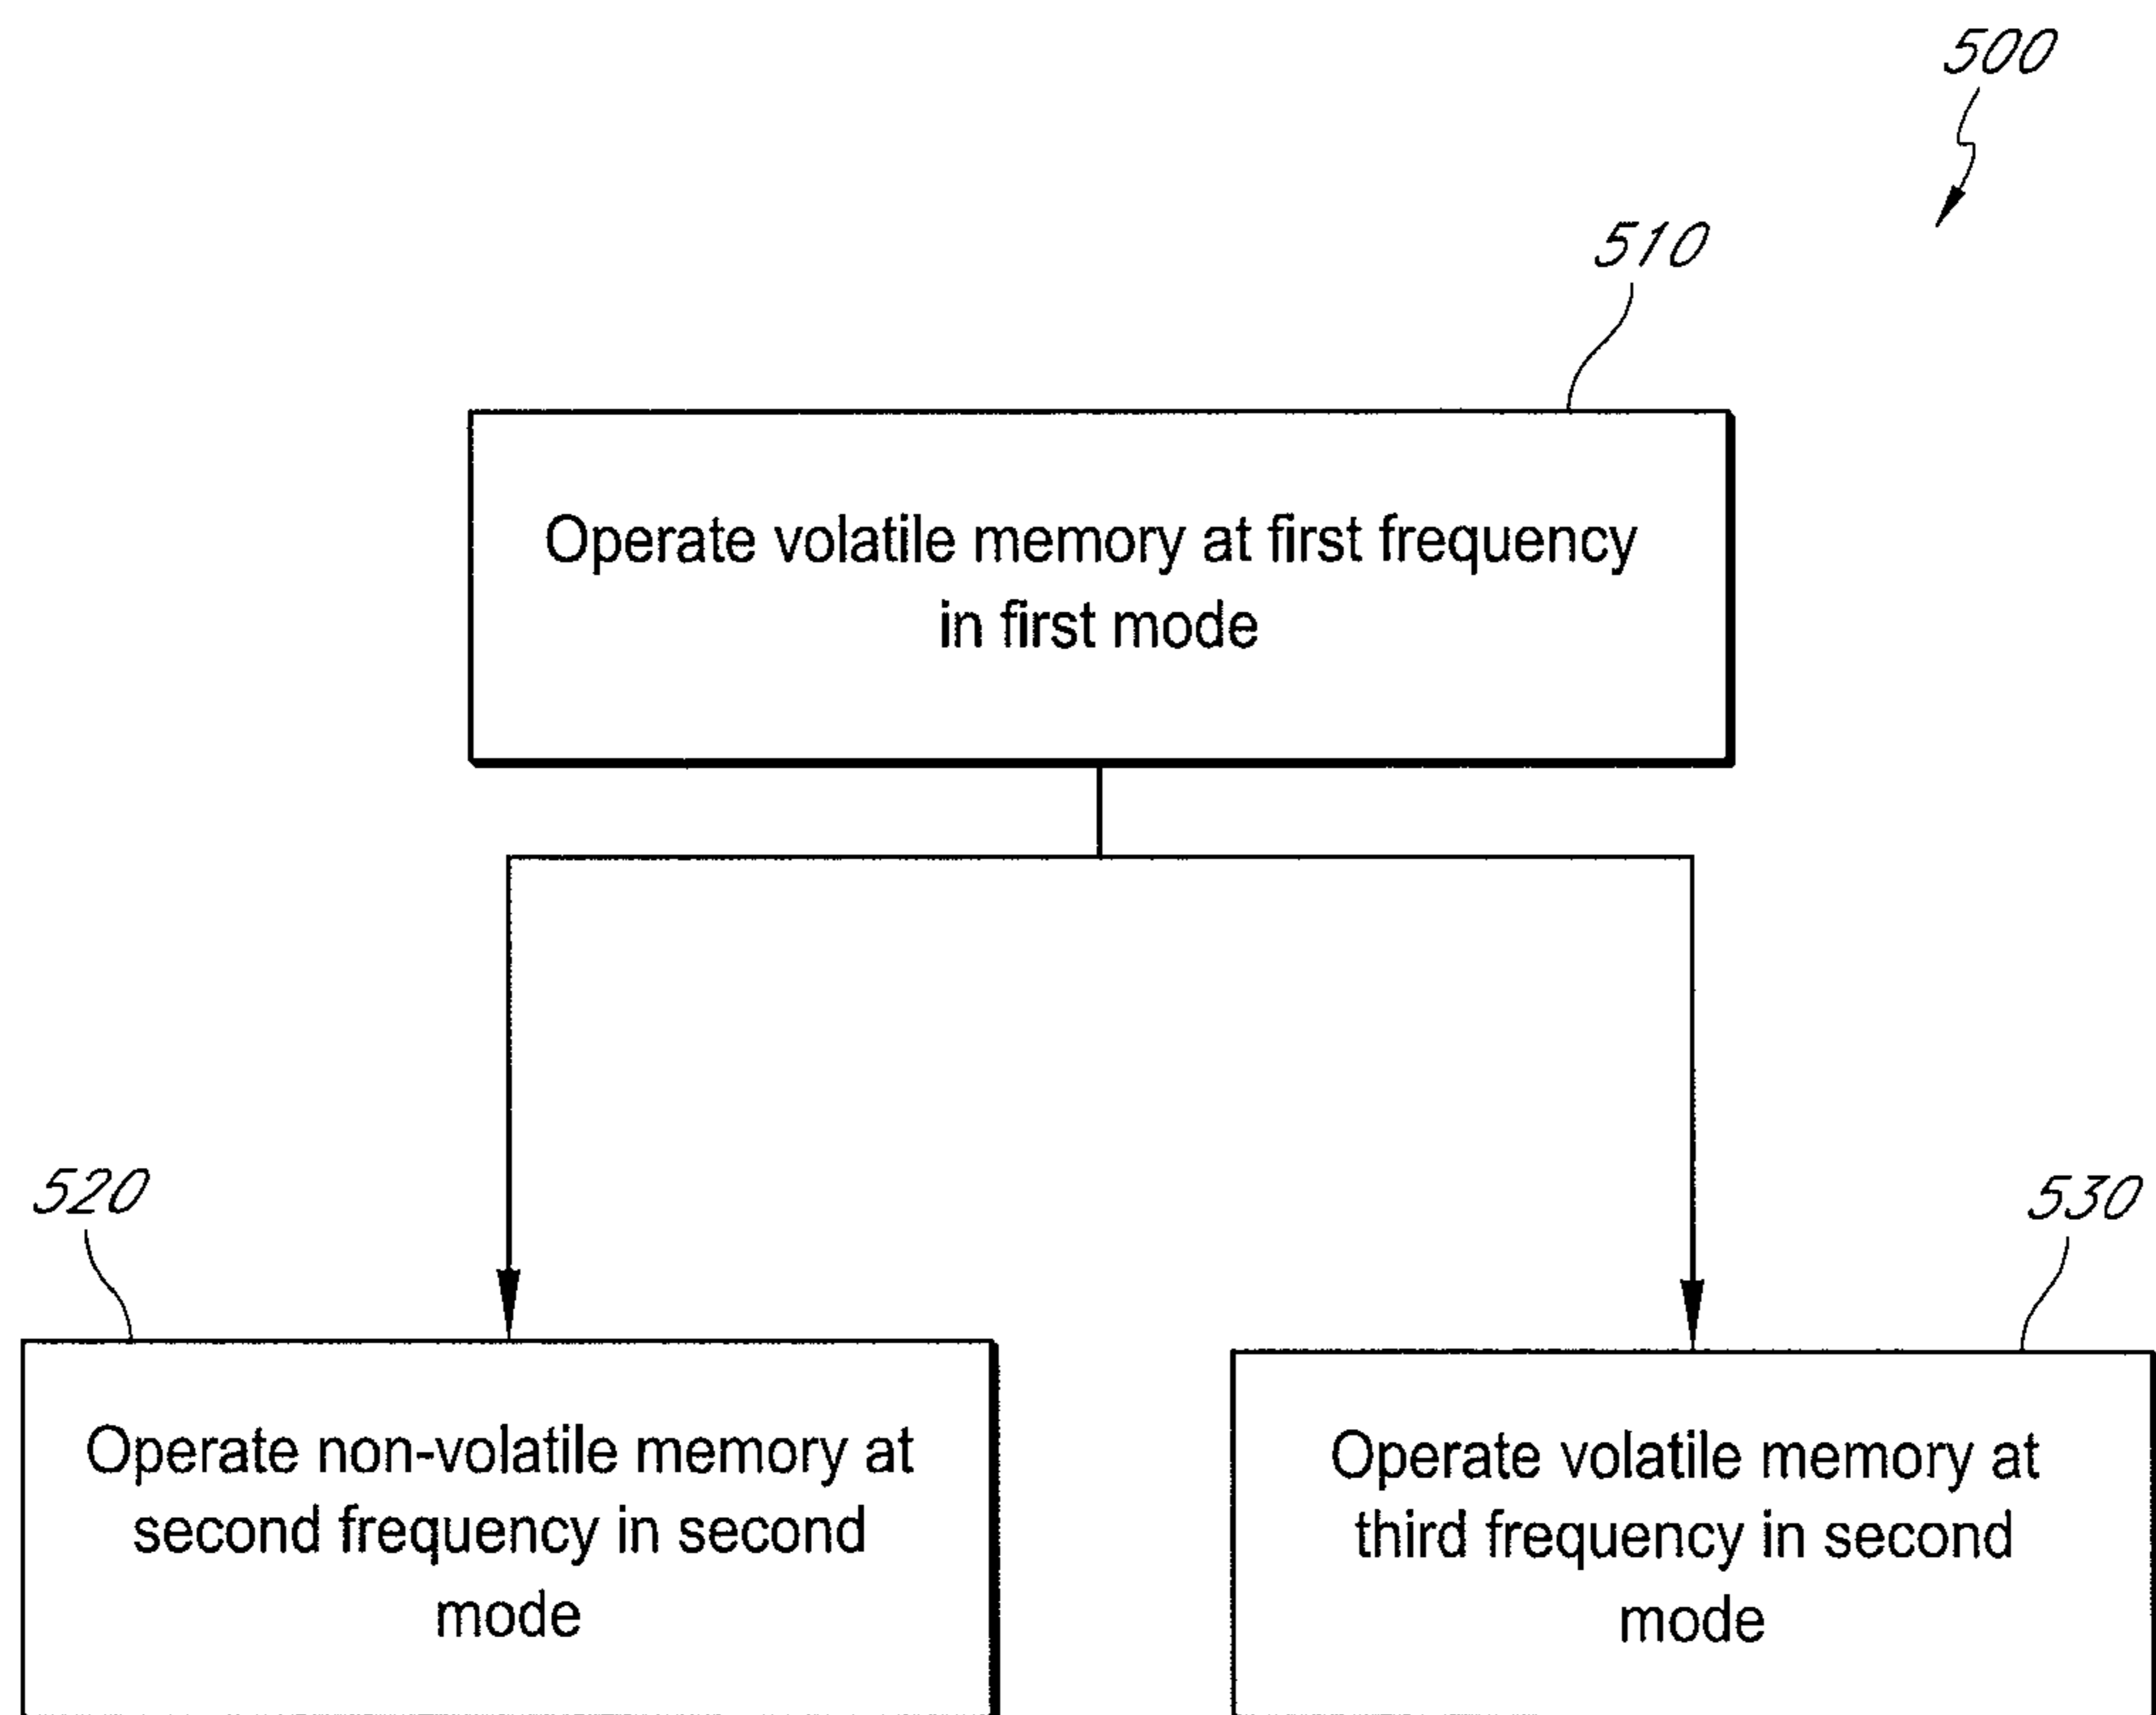 500
510
Operate volatile memory at first frequency
in first mode
520
530
Operate non-volatile memory at
second frequency in second
mode
Operate volatile memory at
third frequency in second
mode